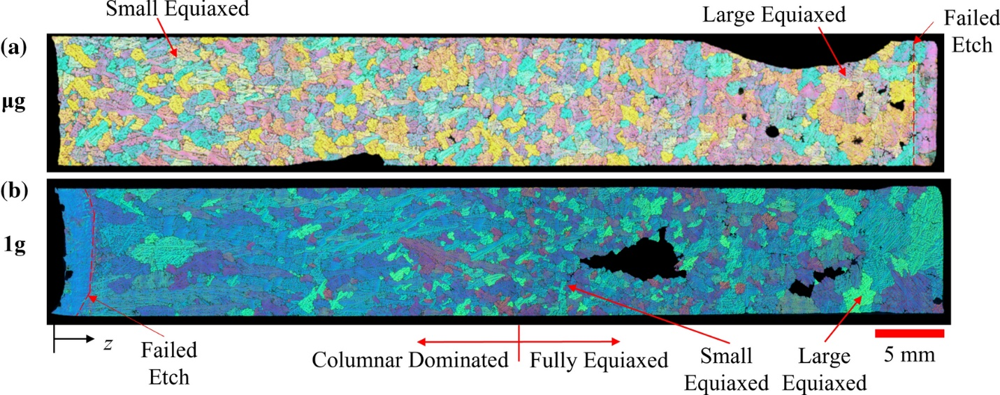 Small Equiaxed
Large Equiaxed
Failed
Etch
(a)
µg
(b)
1g
z
Failed
Etch
Columnar Dominated
Fully Equiaxed
Small
Equiaxed
Large
Equiaxed
5 mm